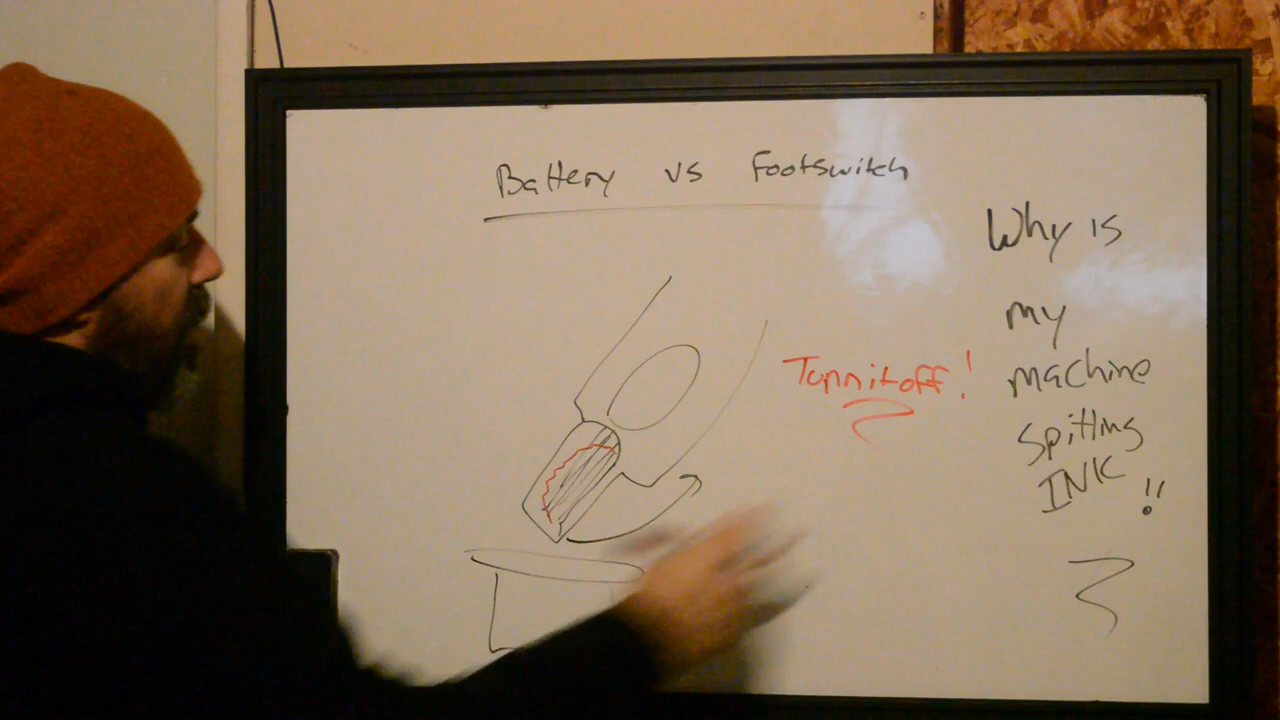 Battery vs Footswitch
Why is
my
machine
Spitting
INK !!
Turnitoff!